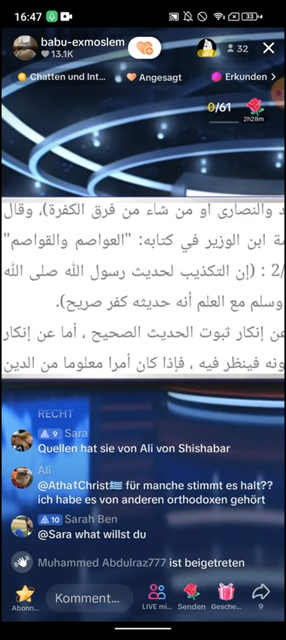 16:47
33
babu-exmoslem
13.1K
32
Chatten und Int...
Angesagt
Erkunden
0/61
2h28m
د والنصارى او من شاء من فرق الكفرة)، وقال
مة ابن الوزير في كتابه: "العواصم والقواصم"
2/ : (إن التكذيب لحديث رسول الله صلى الله
وسلم مع العلم أنه حديثه كفر صريح).
عن إنكار ثبوت الحديث الصحيح ، أما عن إنكار
ونه فينظر فيه ، فإذا كان أمرا معلوما من الدين
RECHT
9 Sara
Quellen hat sie von Ali von Shishabar
Ali
@Atha☦Christ🇬🇷 für manche stimmt es halt??
ich habe es von anderen orthodoxen gehört
10 Sarah Ben
@Sara what willst du
Muhammed Abdulraz777 ist beigetreten
Abonn...
Komment...
LIVE mi...
Senden
Gesche...
9